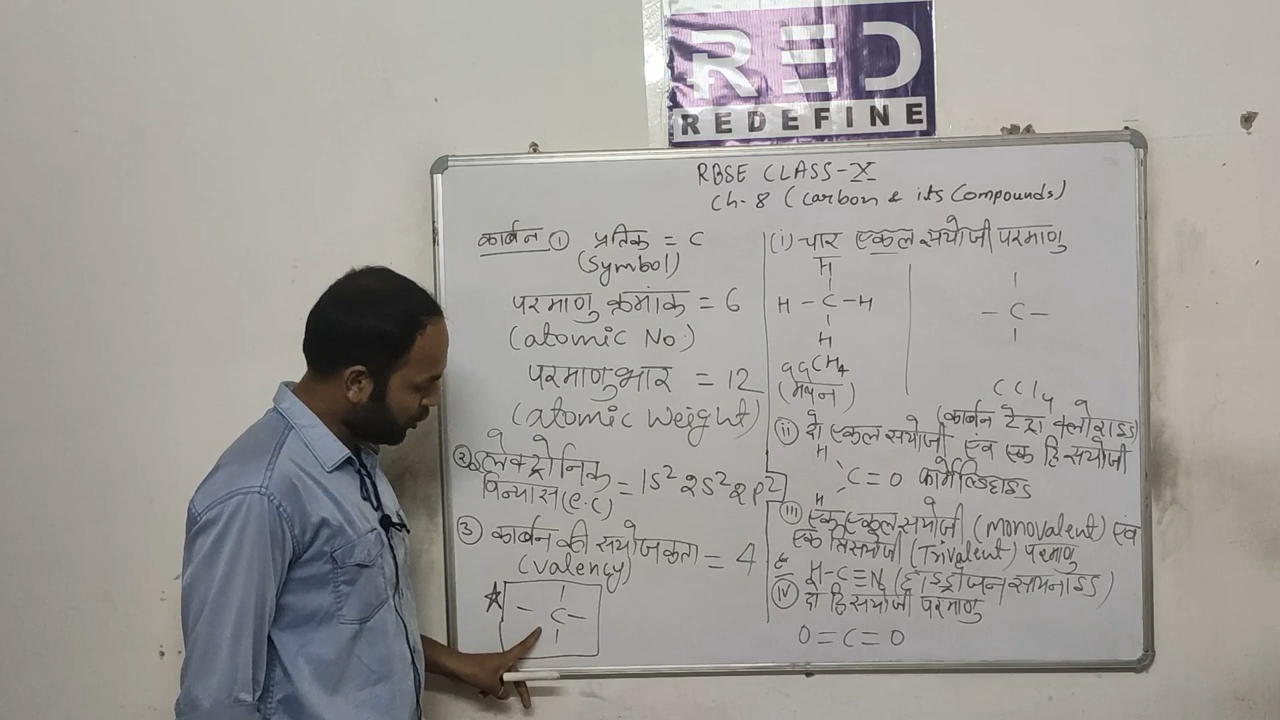 RED
REDEFINE
RBSE CLASS-X
Ch-8 (Carbon & its Compounds)
कार्बन ① प्रतिक = C
(Symbol)
परमाणु क्रमांक = 6
(atomic No.)
परमाणुभार = 12
(atomic Weight)
② इलेक्ट्रोनिक
विन्यास (e.C) = 1S² 2S² 2P²
③ कार्बन की संयोजकता = 4
(Valency)
- C -
(i) चार एकल संयोजी परमाणु
H
H - C - H
H
CH4
(मेथेन)
- C -
CCl4
(कार्बन टेट्रा क्लोराइड)
(ii) दो एकल संयोजी एवं एक द्विसंयोजी
H
C = O फोर्मेल्डिहाइड
H
(iii) एक एकल संयोजी (Monovalent) एवं
एक त्रिसंयोजी (Trivalent) परमाणु
H-C≡N (हाइड्रोजन सायनाइड)
(iv) दो द्विसंयोजी परमाणु
O = C = O